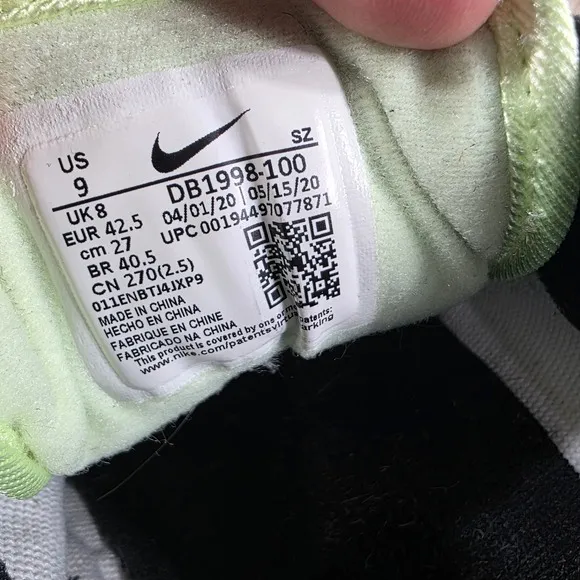 US
9
SZ
DB1998-100
UK 8
04/01/20 | 05/15/20
EUR 42.5
UPC 00194497077871
cm 27
BR 40.5
CN 270(2.5)
011ENBTJ4JXP9
MADE IN CHINA
HECHO EN CHINA
FABRIQUE EN CHINE
FABRICADO NA CHINA
This product is covered by one or patents:
www.nike.com/patentsvirtu arking